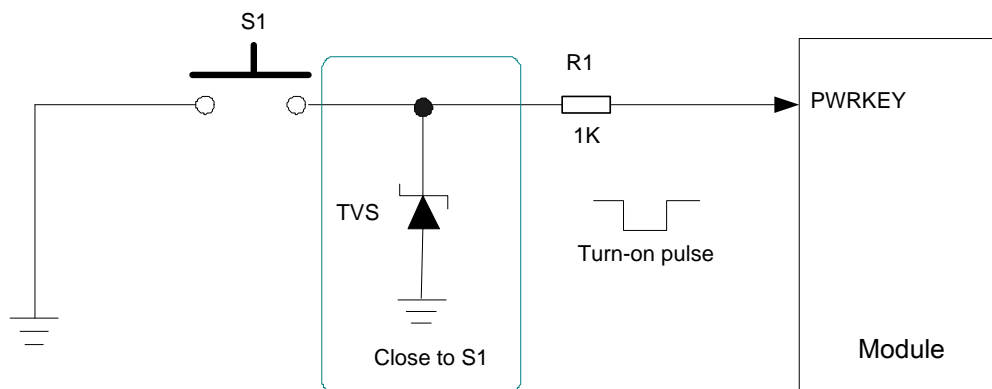 S1
R1
PWRKEY
1K
TVS
Turn-on pulse
Close to S1
Module